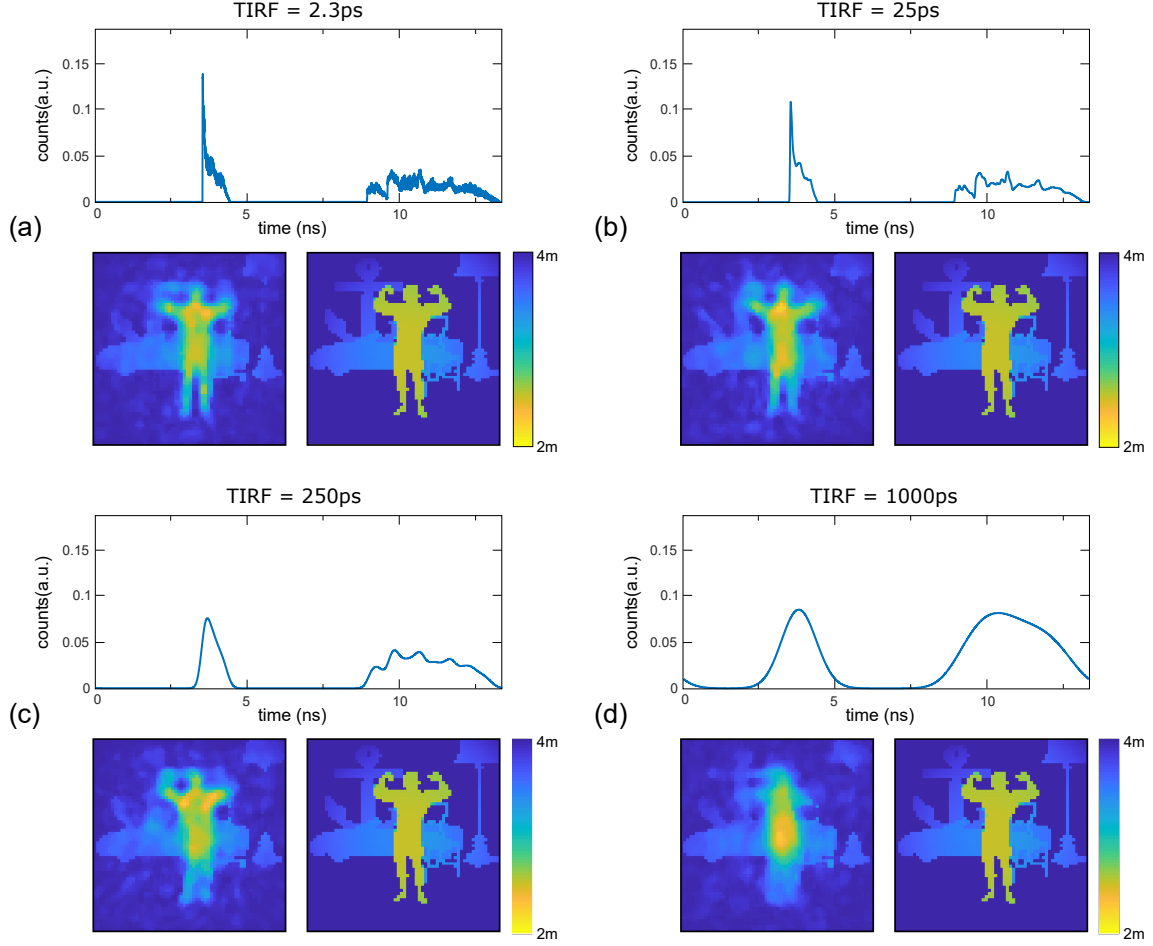 TIRF = 2.3ps
counts(a.u.)
0.15
0.1
0.05
0
0 5 10
time (ns)
(a)
4m
2m
TIRF = 25ps
counts(a.u.)
0.15
0.1
0.05
0
0 5 10
time (ns)
(b)
4m
2m
TIRF = 250ps
counts(a.u.)
0.15
0.1
0.05
0
0 5 10
time (ns)
(c)
4m
2m
TIRF = 1000ps
counts(a.u.)
0.15
0.1
0.05
0
0 5 10
time (ns)
(d)
4m
2m